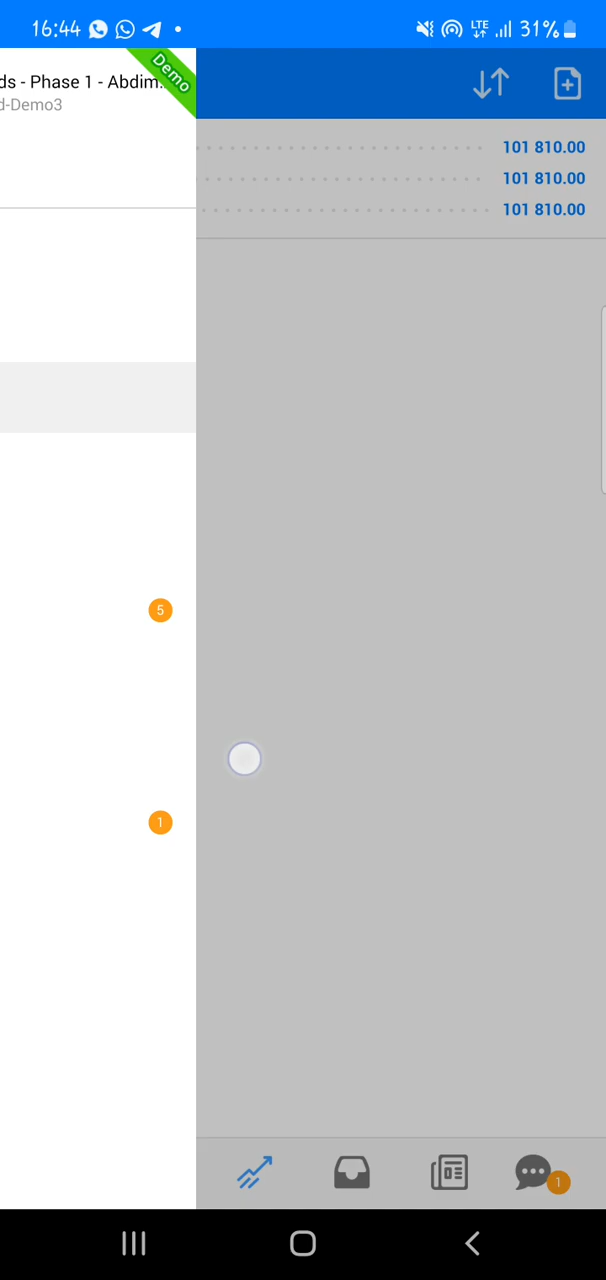 16:44 LTE 31%
ds - Phase 1 - Abdim..
Demo
d-Demo3
101 810.00
101 810.00
101 810.00
5
1
1